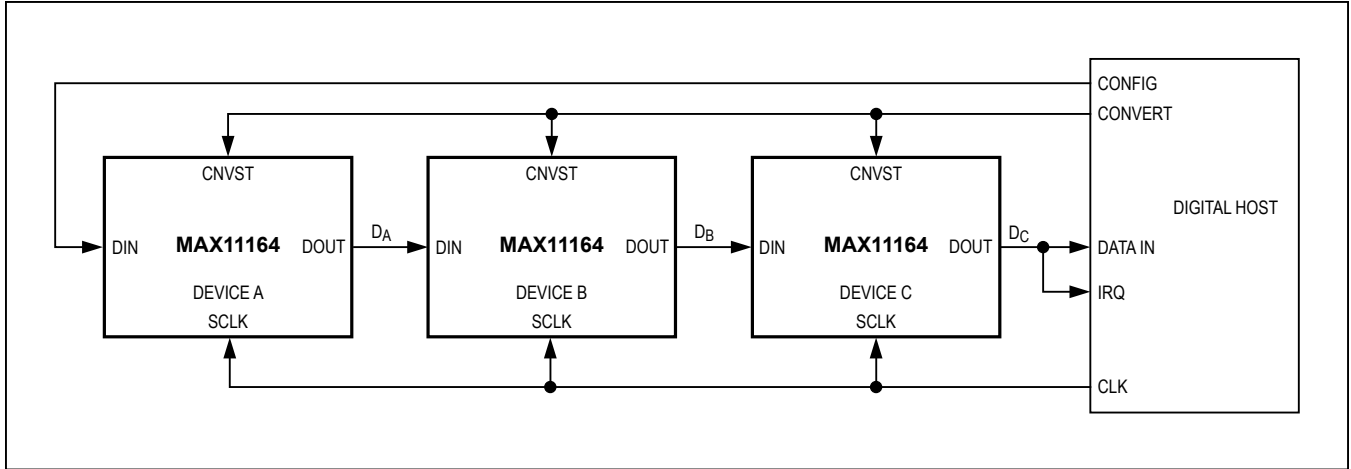 CONFIG
CONVERT
CNVST
CNVST
CNVST
DIGITAL HOST
DIN
MAX11164
DOUT
DA
DIN
MAX11164
DOUT
DB
DIN
MAX11164
DOUT
DC
DATA IN
DEVICE A
DEVICE B
DEVICE C
IRQ
SCLK
SCLK
SCLK
CLK